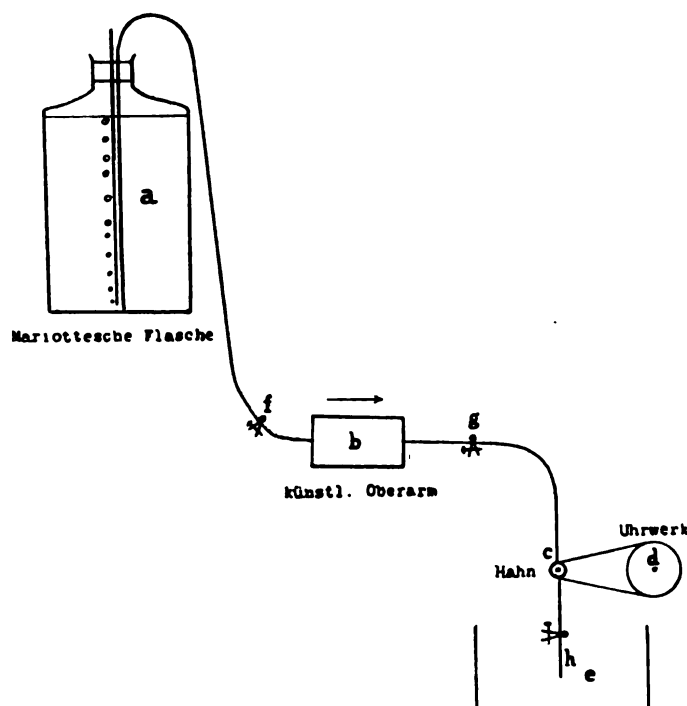 a
Mariottesche Flasche
f
g
b
künstl. Oberarm
Uhrwerk
c
d
Hahn
h
e